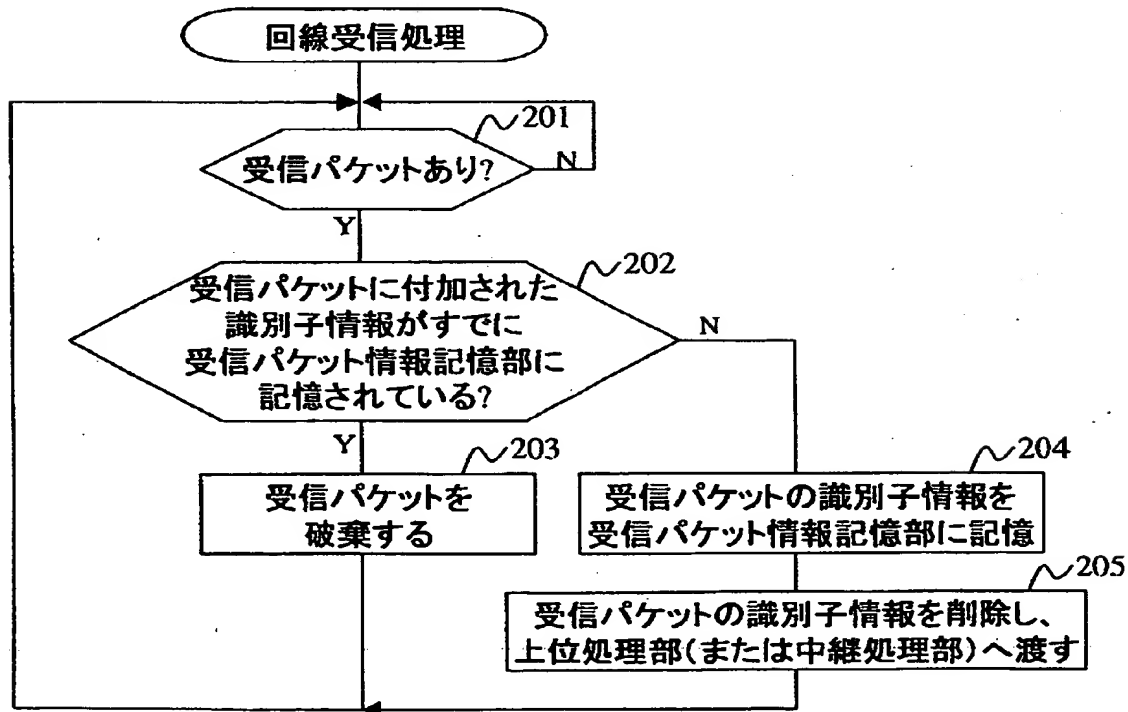 回線受信処理
201
受信パケットあり?
N
Y
202
受信パケットに付加された
識別子情報がすでに
受信パケット情報記憶部に
記憶されている?
N
Y
203
受信パケットを
破棄する
204
受信パケットの識別子情報を
受信パケット情報記憶部に記憶
205
受信パケットの識別子情報を削除し、
上位処理部(または中継処理部)へ渡す